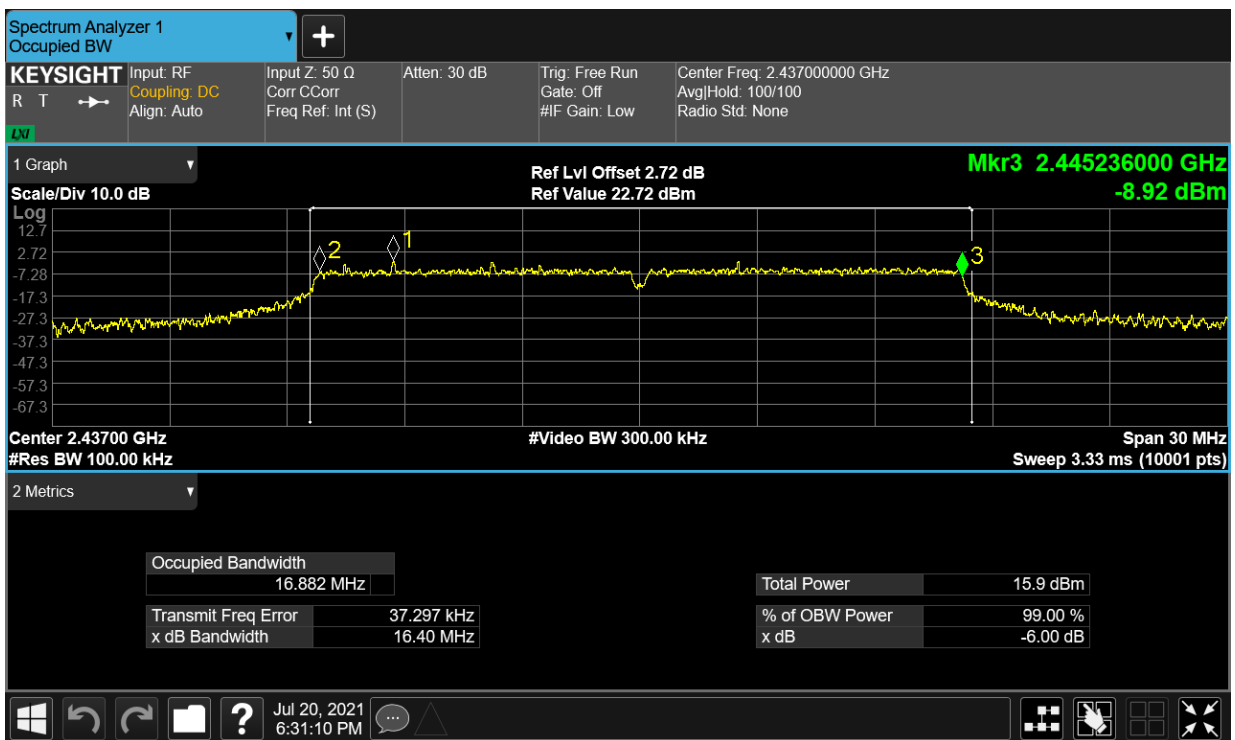 Spectrum Analyzer 1
Occupied BW
+
KEYSIGHT
R T
LXI
Input: RF
Coupling: DC
Align: Auto
Input Z: 50 Ω
Corr CCorr
Freq Ref: Int (S)
Atten: 30 dB
Trig: Free Run
Gate: Off
#IF Gain: Low
Center Freq: 2.437000000 GHz
Avg|Hold: 100/100
Radio Std: None
1 Graph
Scale/Div 10.0 dB
Ref Lvl Offset 2.72 dB
Ref Value 22.72 dBm
Mkr3 2.445236000 GHz
-8.92 dBm
Log
12.7
2.72
-7.28
-17.3
-27.3
-37.3
-47.3
-57.3
-67.3
2
1
3
Center 2.43700 GHz
#Res BW 100.00 kHz
#Video BW 300.00 kHz
Span 30 MHz
Sweep 3.33 ms (10001 pts)
2 Metrics
Occupied Bandwidth
16.882 MHz
Transmit Freq Error 37.297 kHz
x dB Bandwidth 16.40 MHz
Total Power 15.9 dBm
% of OBW Power 99.00 %
x dB -6.00 dB
?
Jul 20, 2021
6:31:10 PM